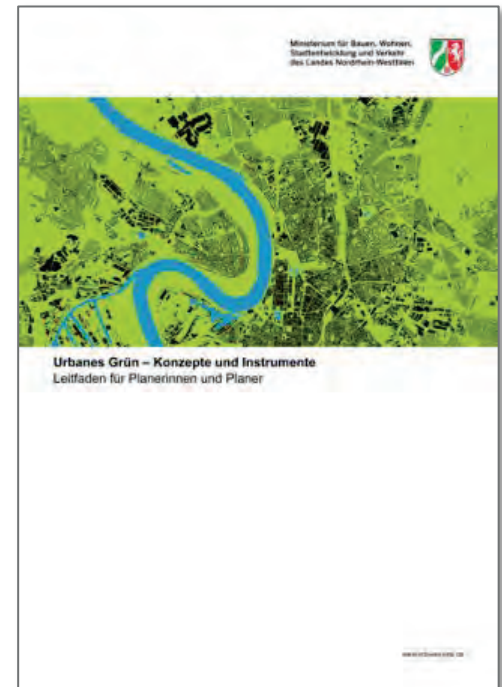 Ministerium für Bauen, Wohnen,
Stadtentwicklung und Verkehr
des Landes Nordrhein-Westfalen
Urbanes Grün – Konzepte und Instrumente
Leitfaden für Planerinnen und Planer